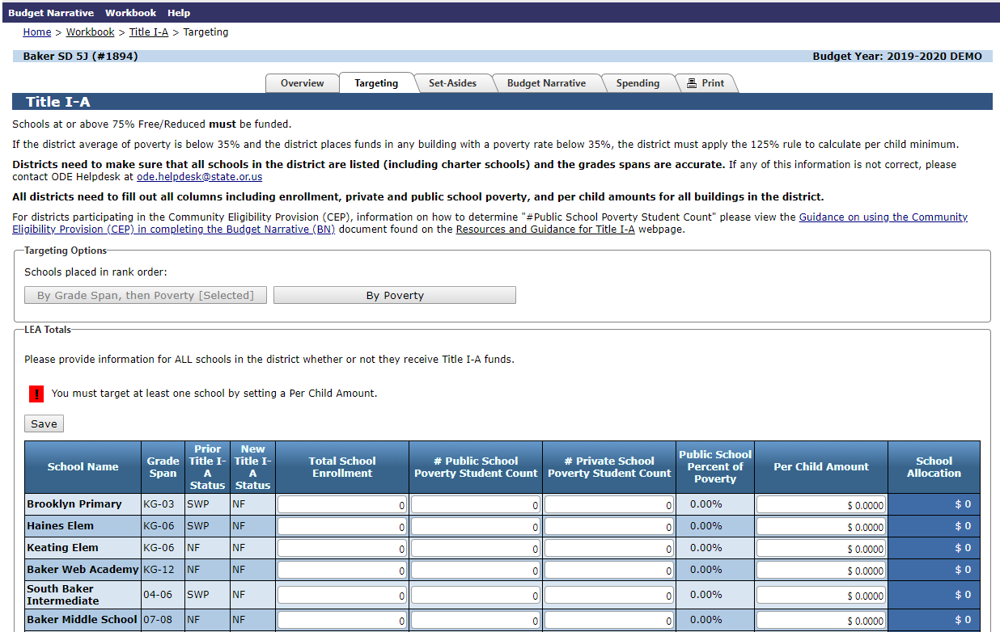 Budget Narrative Workbook Help
Home > Workbook > Title I-A > Targeting
Baker SD 5J (#1894) Budget Year: 2019-2020 DEMO
Overview Targeting Set-Asides Budget Narrative Spending Print
Title I-A
Schools at or above 75% Free/Reduced must be funded.
If the district average of poverty is below 35% and the district places funds in any building with a poverty rate below 35%, the district must apply the 125% rule to calculate per child minimum.
Districts need to make sure that all schools in the district are listed (including charter schools) and the grades spans are accurate. If any of this information is not correct, please
contact ODE Helpdesk at ode.helpdesk@state.or.us
All districts need to fill out all columns including enrollment, private and public school poverty, and per child amounts for all buildings in the district.
For districts participating in the Community Eligibility Provision (CEP), information on how to determine "#Public School Poverty Student Count" please view the Guidance on using the Community
Eligibility Provision (CEP) in completing the Budget Narrative (BN) document found on the Resources and Guidance for Title I-A webpage.
Targeting Options
Schools placed in rank order:
By Grade Span, then Poverty [Selected] By Poverty
LEA Totals
Please provide information for ALL schools in the district whether or not they receive Title I-A funds.
! You must target at least one school by setting a Per Child Amount.
Save
School Name
Grade
Span
Prior
Title I-
A
Status
New
Title I-
A
Status
Total School
Enrollment
# Public School
Poverty Student Count
# Private School
Poverty Student Count
Public School
Percent of
Poverty
Per Child Amount
School
Allocation
Brooklyn Primary KG-03 SWP NF 0 0 0 0.00% $ 0.0000 $ 0
Haines Elem KG-06 SWP NF 0 0 0 0.00% $ 0.0000 $ 0
Keating Elem KG-06 NF NF 0 0 0 0.00% $ 0.0000 $ 0
Baker Web Academy KG-12 NF NF 0 0 0 0.00% $ 0.0000 $ 0
South Baker
Intermediate 04-06 SWP NF 0 0 0 0.00% $ 0.0000 $ 0
Baker Middle School 07-08 NF NF 0 0 0 0.00% $ 0.0000 $ 0